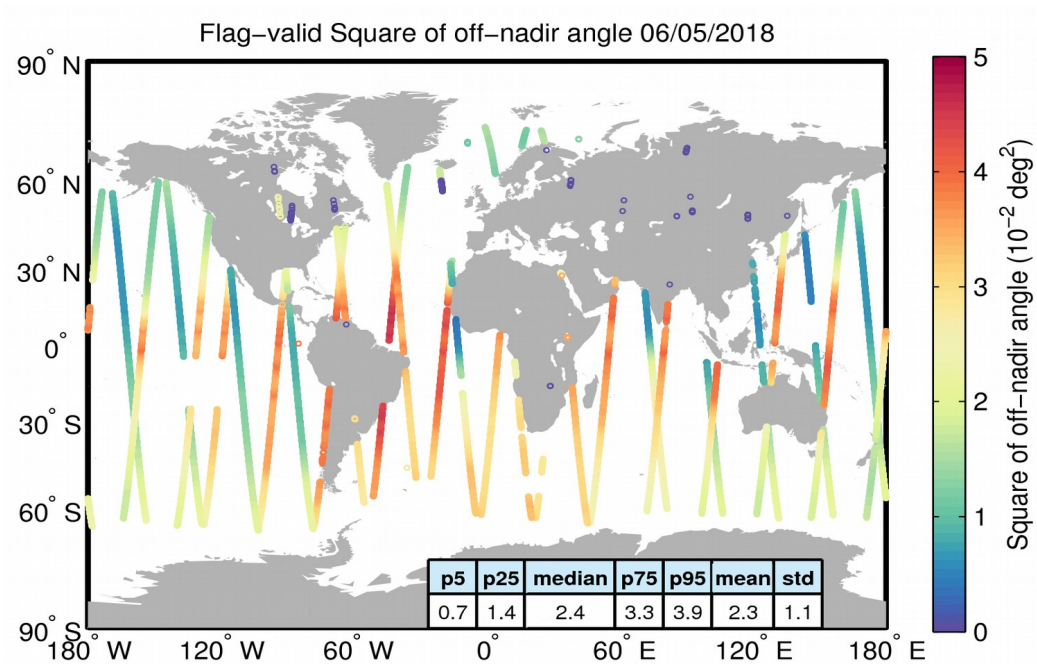 Flag−valid Square of off−nadir angle 06/05/2018
90° N
60° N
30° N
0°
30° S
60° S
90° S
180° W
120° W
60° W
0°
60° E
120° E
180° E
p5 p25 median p75 p95 mean std
0.7 1.4 2.4 3.3 3.9 2.3 1.1
5
4
3
2
1
0
Square of off−nadir angle (10⁻² deg²)